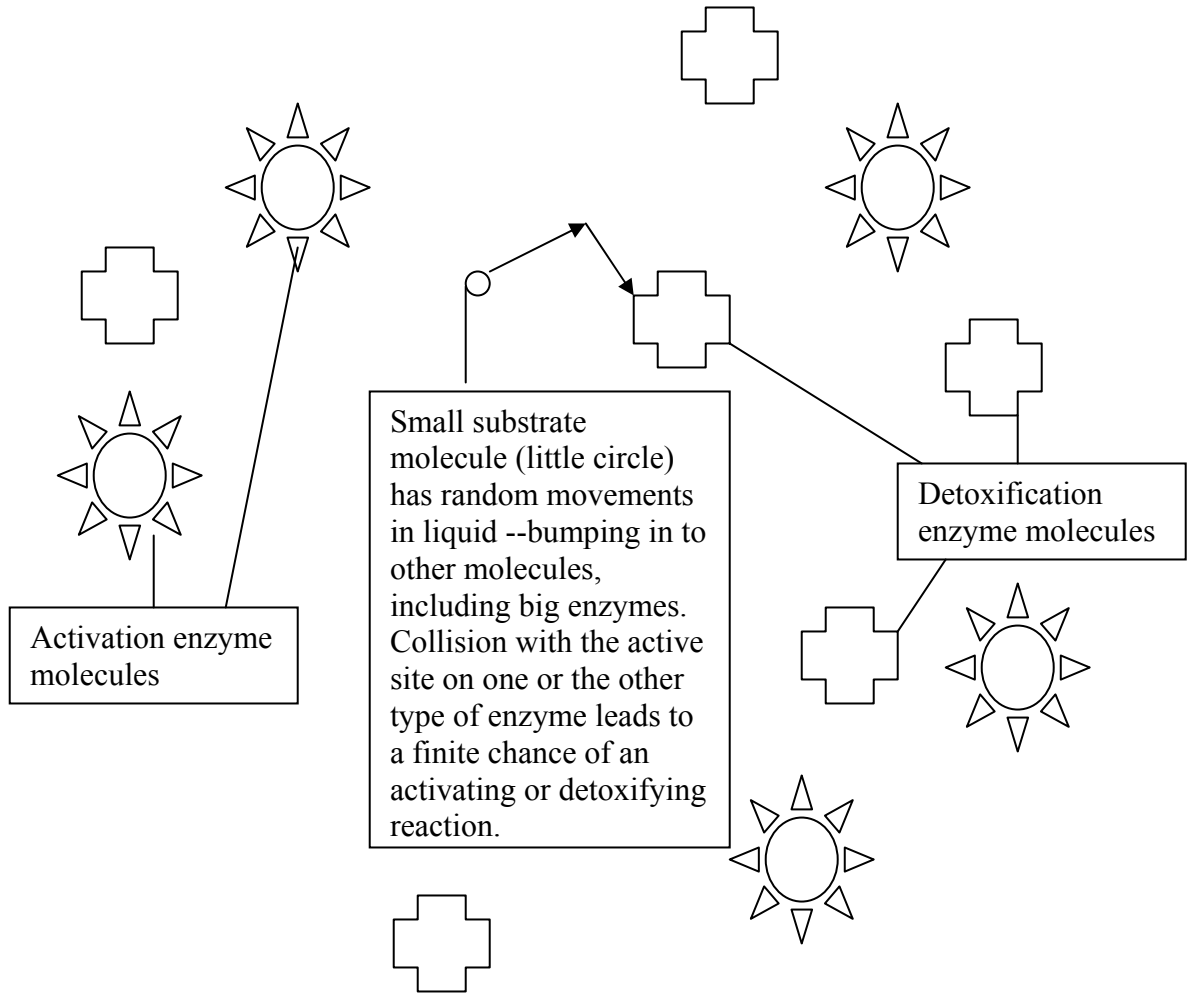 Small substrate
molecule (little circle)
has random movements
in liquid --bumping in to
other molecules,
including big enzymes.
Collision with the active
site on one or the other
type of enzyme leads to
a finite chance of an
activating or detoxifying
reaction.
Detoxification
enzyme molecules
Activation enzyme
molecules